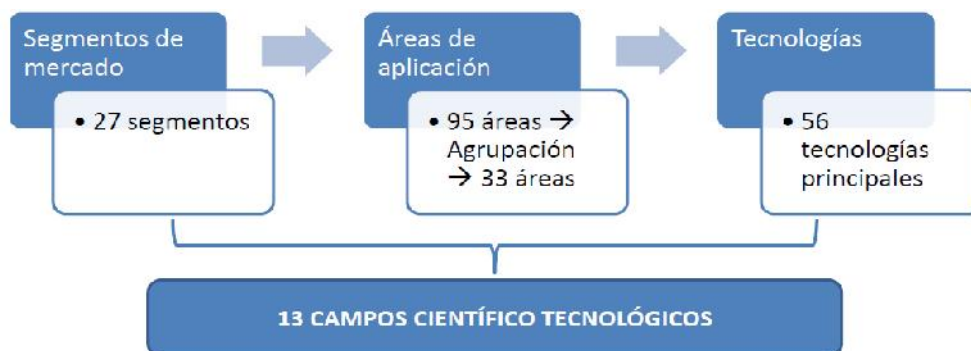 Segmentos de
mercado
• 27 segmentos
Áreas de
aplicación
• 95 áreas →
Agrupación
→ 33 áreas
Tecnologías
• 56
tecnologías
principales
13 CAMPOS CIENTÍFICO TECNOLÓGICOS